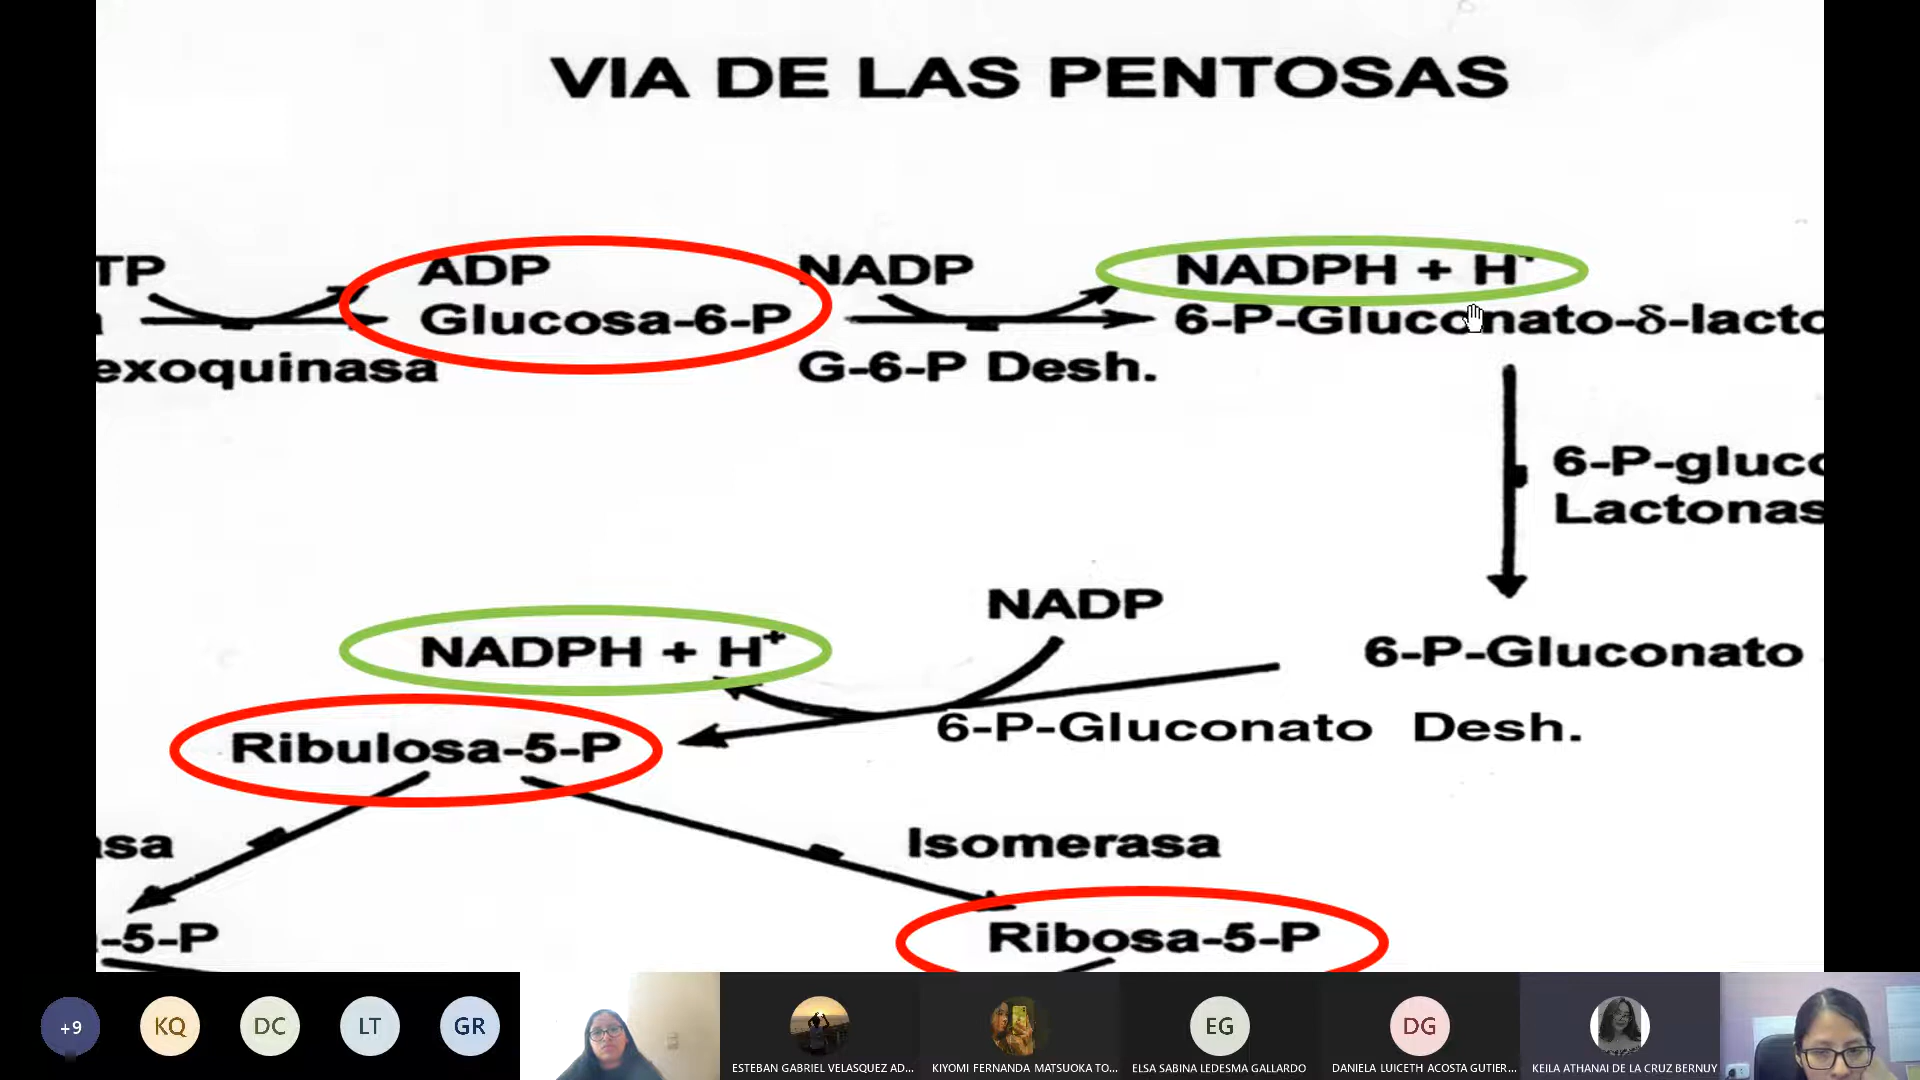 VIA DE LAS PENTOSAS
TP
ADP
NADP
NADPH + H+
Glucosa-6-P
6-P-Gluconato-δ-lacto
exoquinasa
G-6-P Desh.
6-P-gluco
Lactonas
NADP
NADPH + H+
6-P-Gluconato
6-P-Gluconato Desh.
Ribulosa-5-P
asa
Isomerasa
-5-P
Ribosa-5-P
+9
KQ
DC
LT
GR
EG
DG
ESTEBAN GABRIEL VELASQUEZ AD...
KIYOMI FERNANDA MATSUOKA TO...
ELSA SABINA LEDESMA GALLARDO
DANIELA LUICETH ACOSTA GUTIER...
KEILA ATHANAI DE LA CRUZ BERNUY